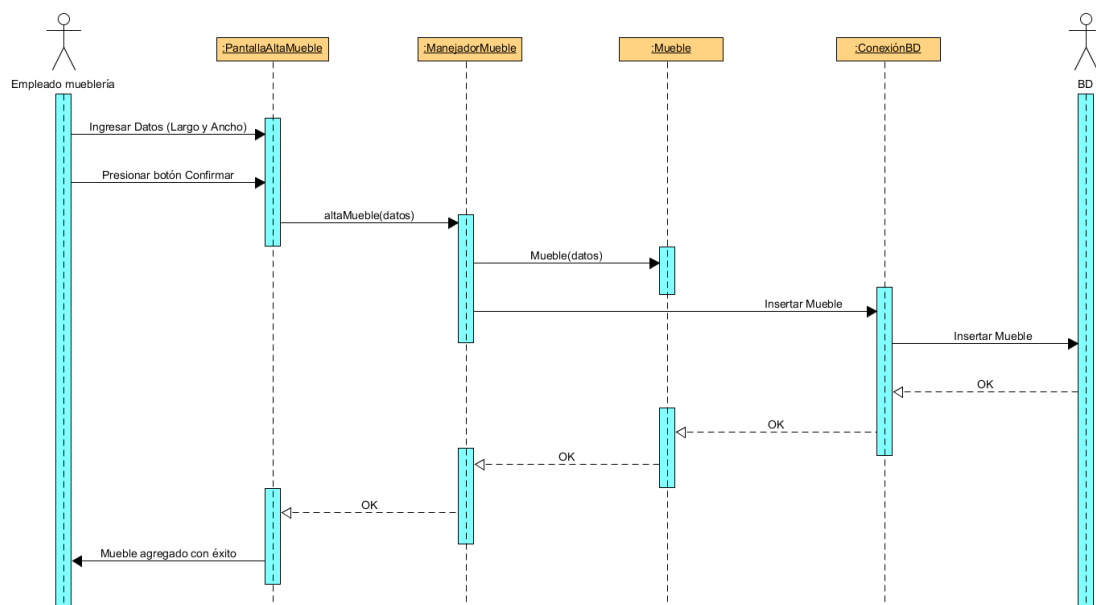 :PantallaAltaMueble
:ManejadorMueble
:Mueble
:ConexiónBD
Empleado mueblería
BD
Ingresar Datos (Largo y Ancho)
Presionar botón Confirmar
altaMueble(datos)
Mueble(datos)
Insertar Mueble
Insertar Mueble
OK
OK
OK
OK
Mueble agregado con éxito